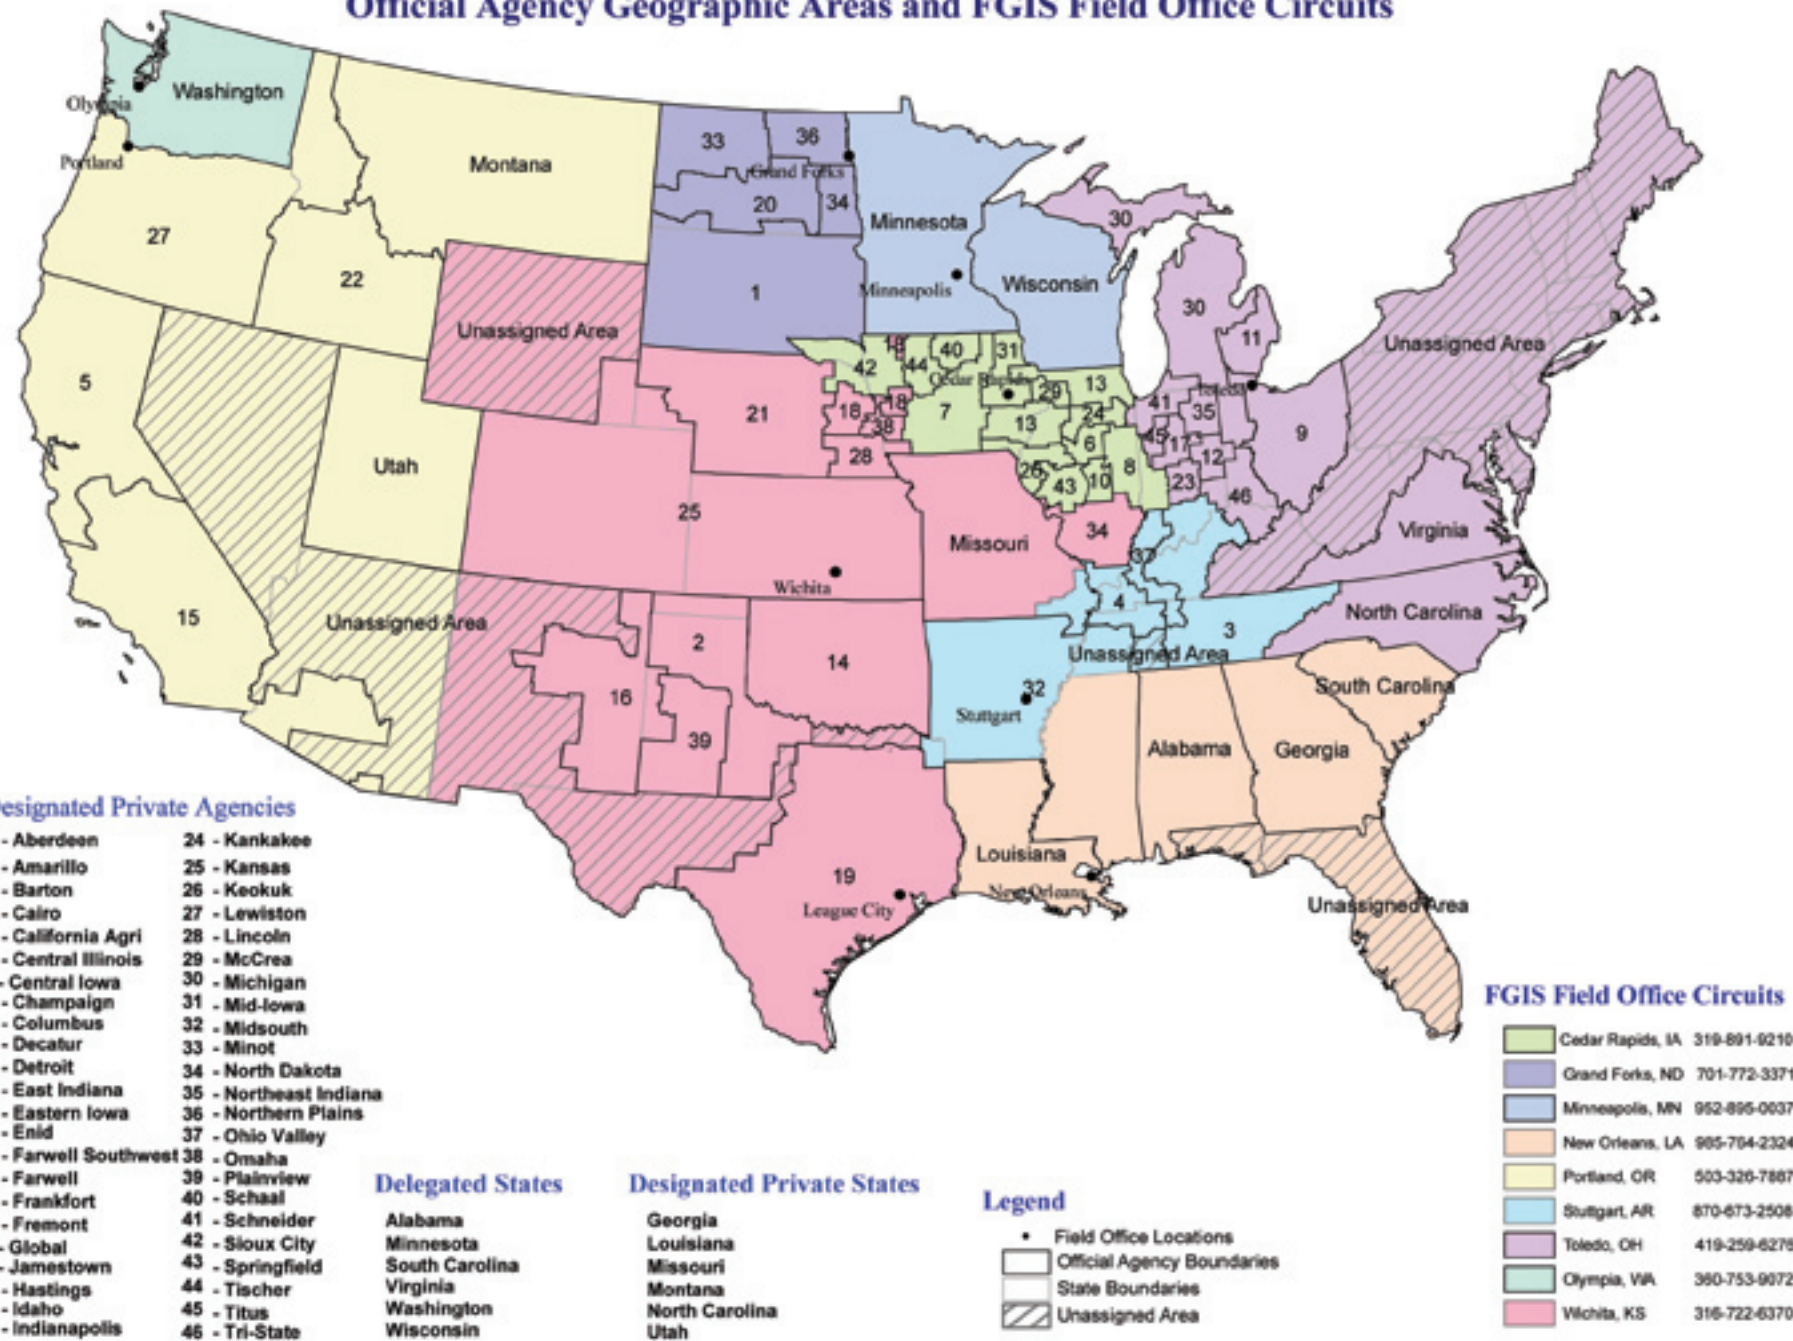 Official Agency Geographic Areas and FGIS Field Office Circuits
Washington
Olympia
Portland
Montana
33
36
Grand Forks
20
34
Minnesota
30
27
22
1
Minneapolis
Wisconsin
Unassigned Area
30
11
Unassigned Area
5
42
18
44
40
31
Cedar Rapids
29
13
Toledo
41
35
21
18
18
38
7
13
24
6
45
17
9
Utah
28
26
43
10
8
12
23
46
25
Missouri
34
Virginia
Wichita
37
4
North Carolina
15
Unassigned Area
2
14
3
Unassigned Area
16
32
Stuttgart
South Carolina
39
Alabama
Georgia
Louisiana
19
New Orleans
League City
Unassigned Area
esignated Private Agencies
- Aberdeen
- Amarillo
- Barton
- Cairo
- California Agri
- Central Illinois
- Central Iowa
- Champaign
- Columbus
- Decatur
- Detroit
- East Indiana
- Eastern Iowa
- Enid
- Farwell Southwest
- Farwell
- Frankfort
- Fremont
- Global
- Jamestown
- Hastings
- Idaho
- Indianapolis
24 - Kankakee
25 - Kansas
26 - Keokuk
27 - Lewiston
28 - Lincoln
29 - McCrea
30 - Michigan
31 - Mid-Iowa
32 - Midsouth
33 - Minot
34 - North Dakota
35 - Northeast Indiana
36 - Northern Plains
37 - Ohio Valley
38 - Omaha
39 - Plainview
40 - Schaal
41 - Schneider
42 - Sioux City
43 - Springfield
44 - Tischer
45 - Titus
46 - Tri-State
Delegated States
Alabama
Minnesota
South Carolina
Virginia
Washington
Wisconsin
Designated Private States
Georgia
Louisiana
Missouri
Montana
North Carolina
Utah
Legend
Field Office Locations
Official Agency Boundaries
State Boundaries
Unassigned Area
FGIS Field Office Circuits
Cedar Rapids, IA 319-891-9210
Grand Forks, ND 701-772-3371
Minneapolis, MN 952-895-0037
New Orleans, LA 985-764-2324
Portland, OR 503-326-7887
Stuttgart, AR 870-673-2508
Toledo, OH 419-259-6276
Olympia, WA 360-753-9072
Wichita, KS 316-722-6370